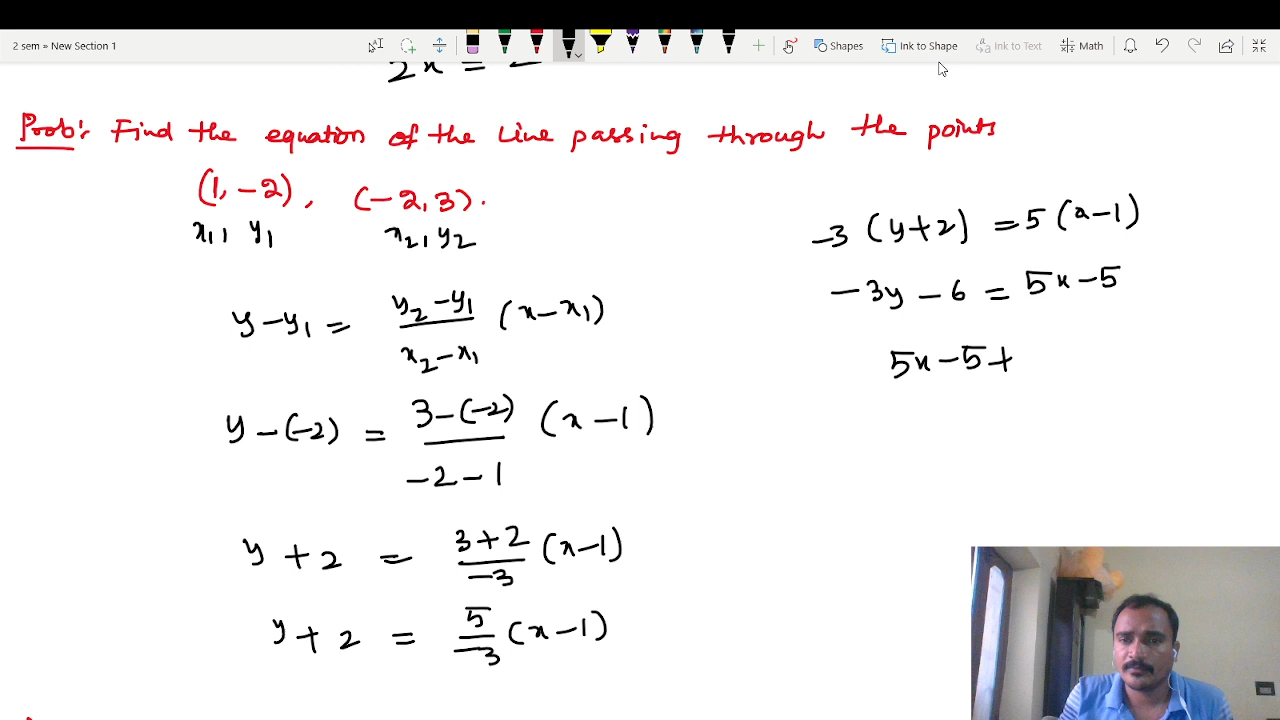 2 sem » New Section 1
Shapes Ink to Shape Ink to Text Math
2x =
Prob: Find the equation of the line passing through the points
(1, -2), (-2, 3).
x1, y1 x2, y2
y - y1 = y2 - y1 / x2 - x1 (x - x1)
y - (-2) = 3 - (-2) / -2 - 1 (x - 1)
y + 2 = 3 + 2 / -3 (x - 1)
y + 2 = 5 / -3 (x - 1)
-3 (y + 2) = 5 (x - 1)
-3y - 6 = 5x - 5
5x - 5 +